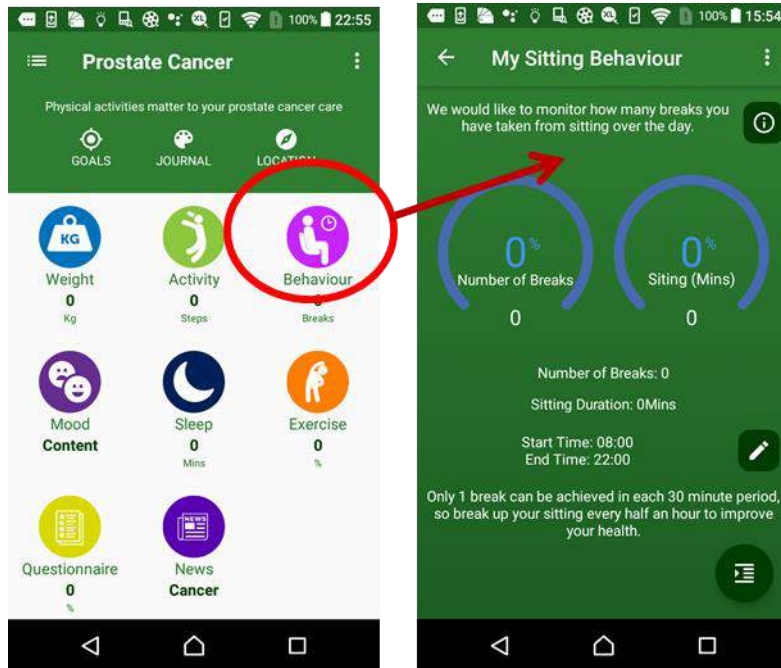 100% 22:55
Prostate Cancer
Physical activities matter to your prostate cancer care
GOALS JOURNAL LOCATION
KG
Weight Activity Behaviour
0 0 0
Kg Steps Breaks
Mood Sleep Exercise
Content 0 0
Mins %
NEWS
Questionnaire News
0 Cancer
%
100% 15:54
My Sitting Behaviour
We would like to monitor how many breaks you
have taken from sitting over the day.
0% 0%
Number of Breaks Siting (Mins)
0 0
Number of Breaks: 0
Sitting Duration: 0Mins
Start Time: 08:00
End Time: 22:00
Only 1 break can be achieved in each 30 minute period,
so break up your sitting every half an hour to improve
your health.